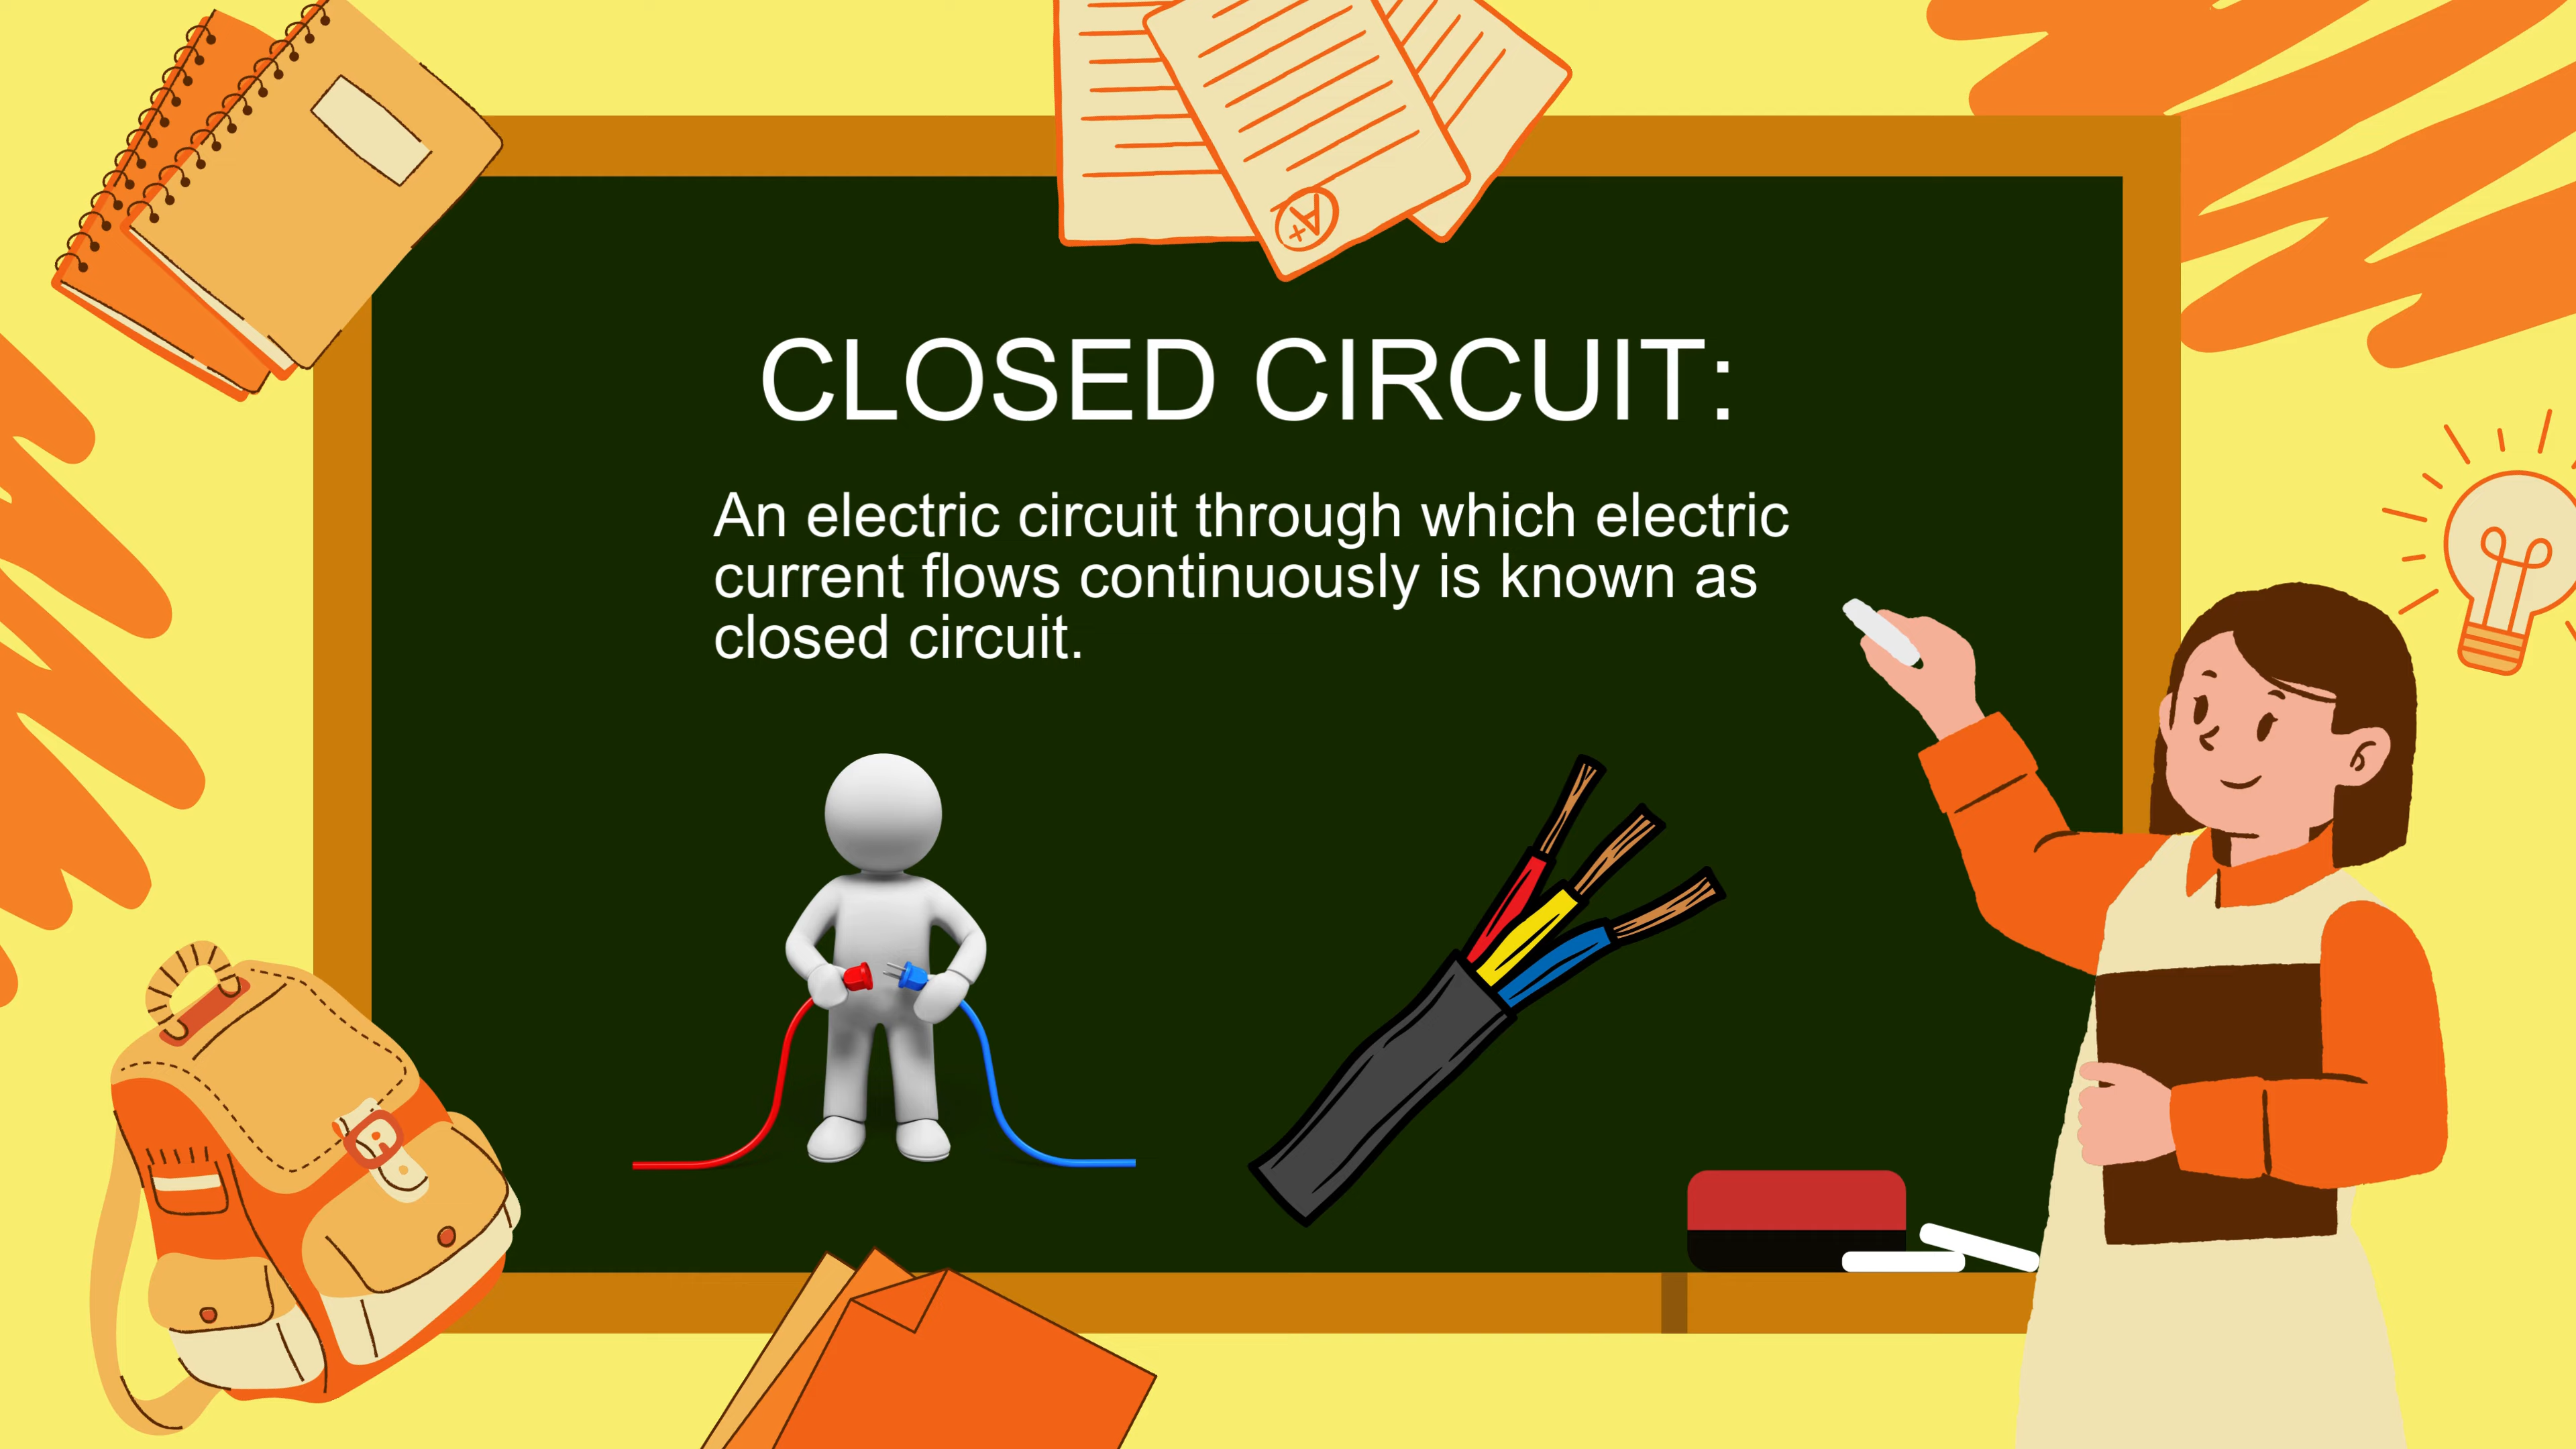 A+
CLOSED CIRCUIT:
An electric circuit through which electric
current flows continuously is known as
closed circuit.